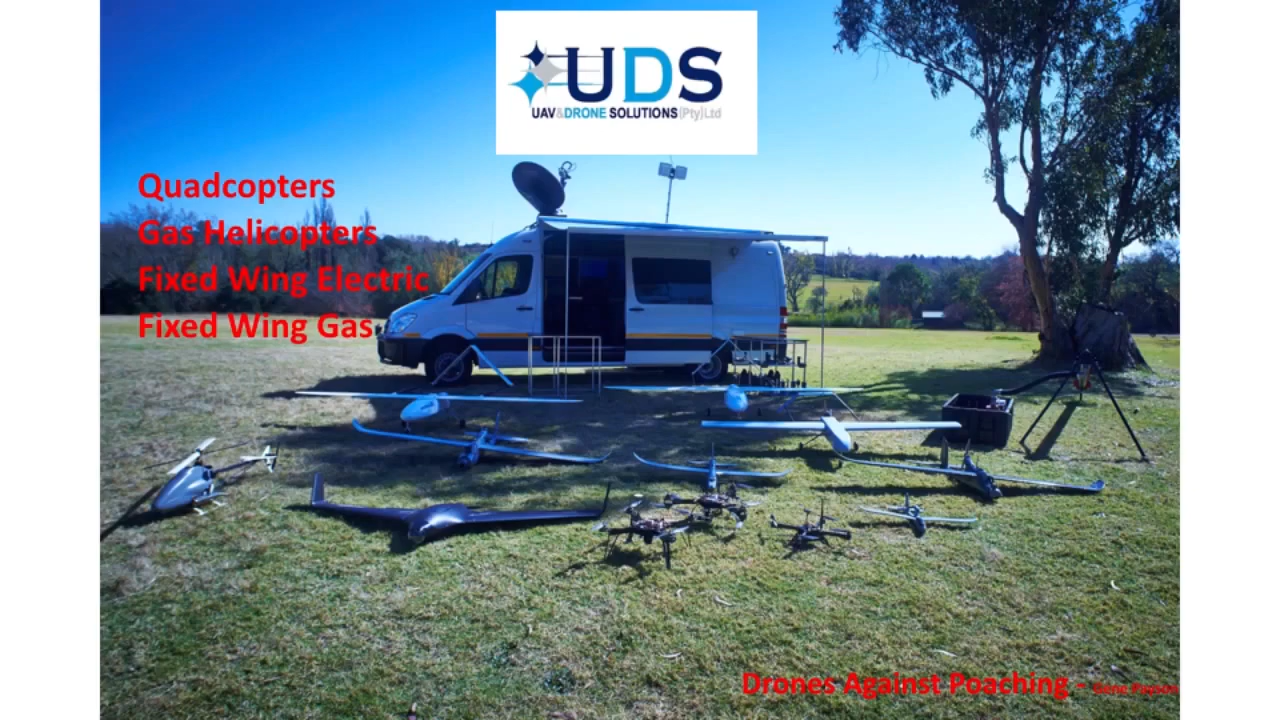 UDS
UAV&DRONE SOLUTIONS (Pty) Ltd
Quadcopters
Gas Helicopters
Fixed Wing Electric
Fixed Wing Gas
Drones Against Poaching -